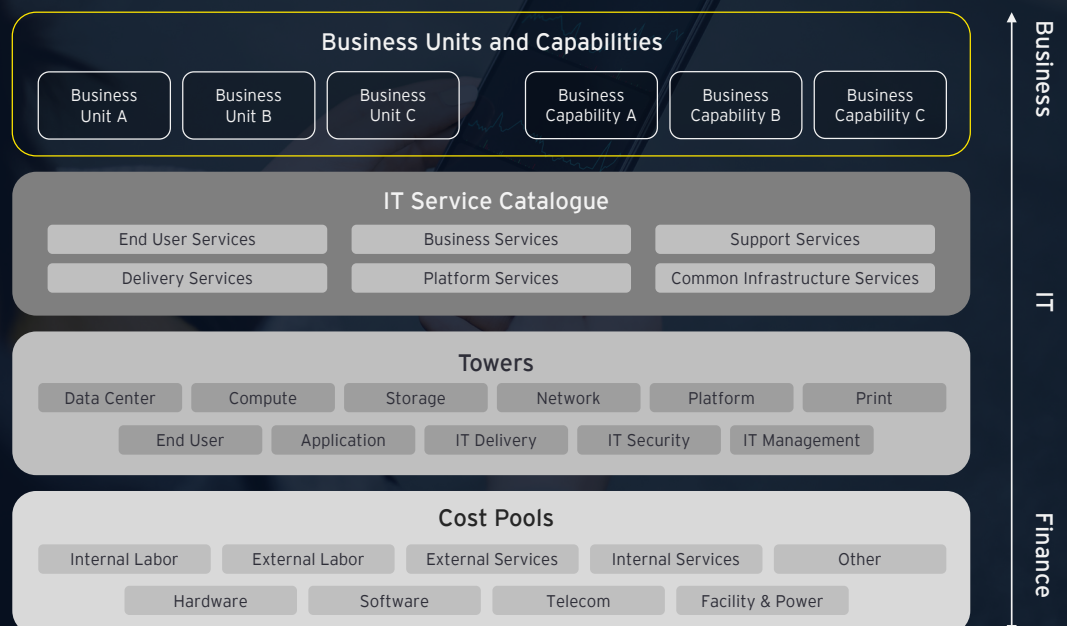 Business Units and Capabilities
Business
Unit A
Business
Unit B
Business
Unit C
Business
Capability A
Business
Capability B
Business
Capability C
IT Service Catalogue
End User Services
Business Services
Support Services
Delivery Services
Platform Services
Common Infrastructure Services
Towers
Data Center
Compute
Storage
Network
Platform
Print
End User
Application
IT Delivery
IT Security
IT Management
Cost Pools
Internal Labor
External Labor
External Services
Internal Services
Other
Hardware
Software
Telecom
Facility & Power
Business
IT
Finance